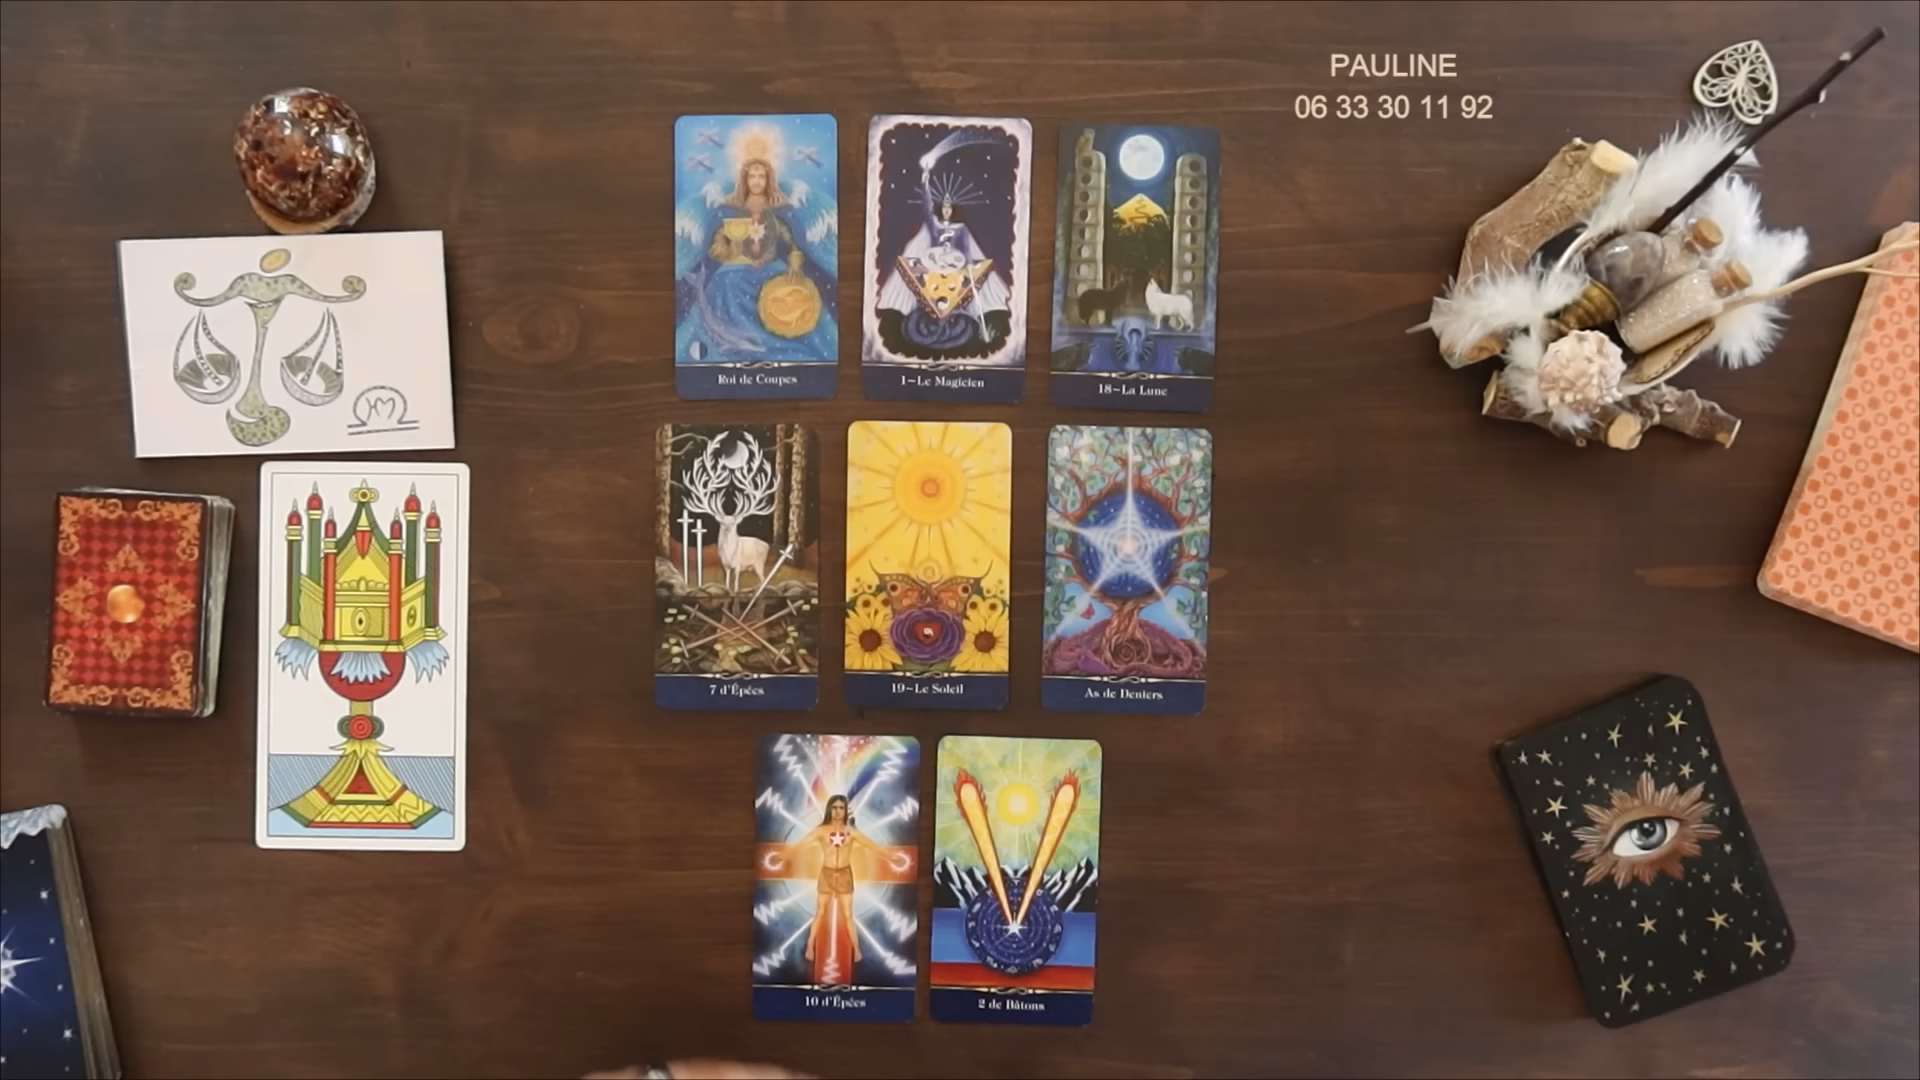 PAULINE
06 33 30 11 92
Roi de Coupes
1-Le Magicien
18-La Lune
7 d'Épées
19-Le Soleil
As de Deniers
10 d'Épées
2 de Bâtons